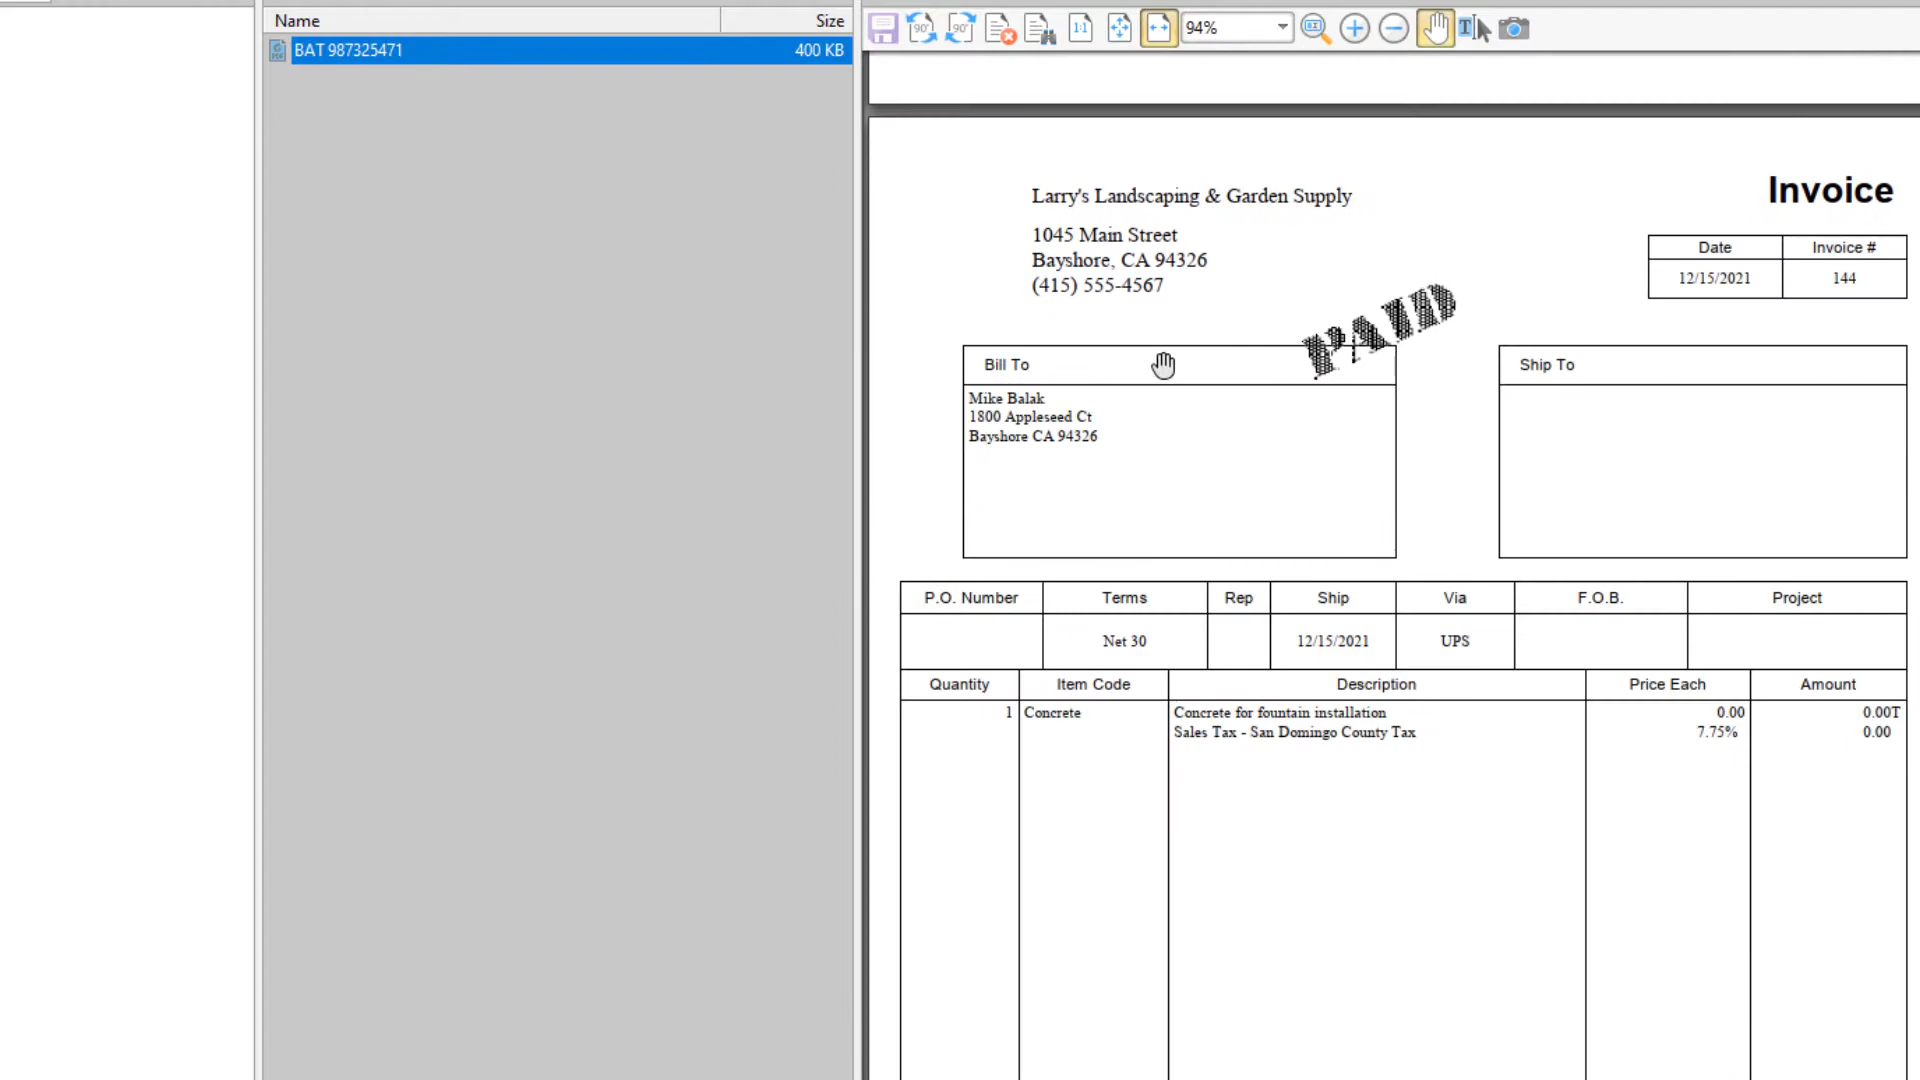 Name Size
BAT 987325471 400 KB
94%
Larry's Landscaping & Garden Supply
1045 Main Street
Bayshore, CA 94326
(415) 555-4567
Invoice
Date Invoice #
12/15/2021 144
PAID
Bill To
Mike Balak
1800 Appleseed Ct
Bayshore CA 94326
Ship To
P.O. Number Terms Rep Ship Via F.O.B. Project
Net 30 12/15/2021 UPS
Quantity Item Code Description Price Each Amount
1 Concrete Concrete for fountain installation 0.00 0.00T
Sales Tax - San Domingo County Tax 7.75% 0.00